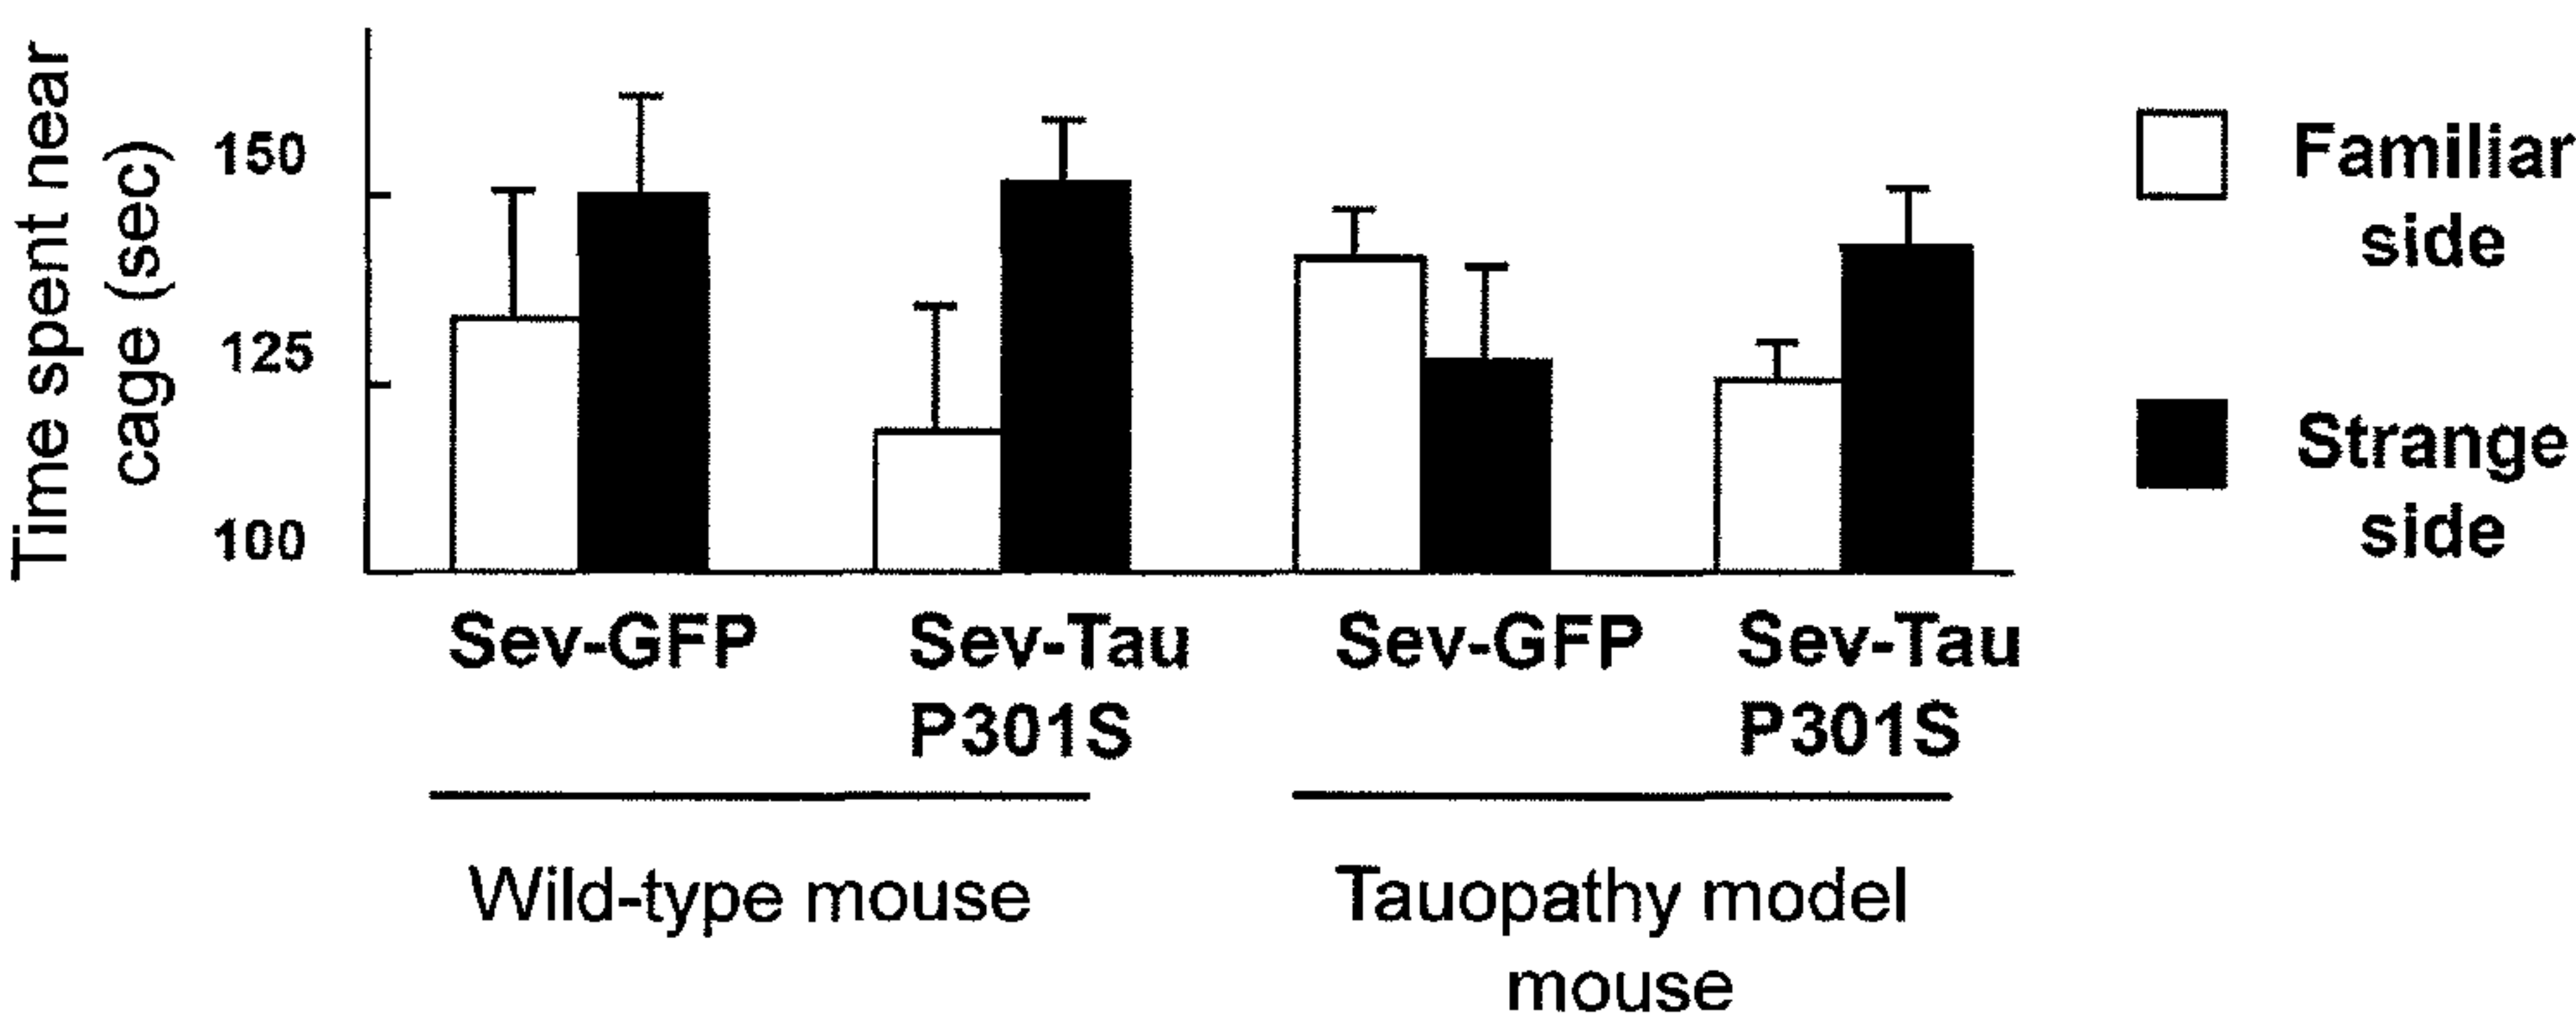 Time spent near
cage (sec)
150
125
100
Familiar
side
Strange
side
Sev-GFP
Sev-Tau
P301S
Sev-GFP
Sev-Tau
P301S
Wild-type mouse
Tauopathy model
mouse